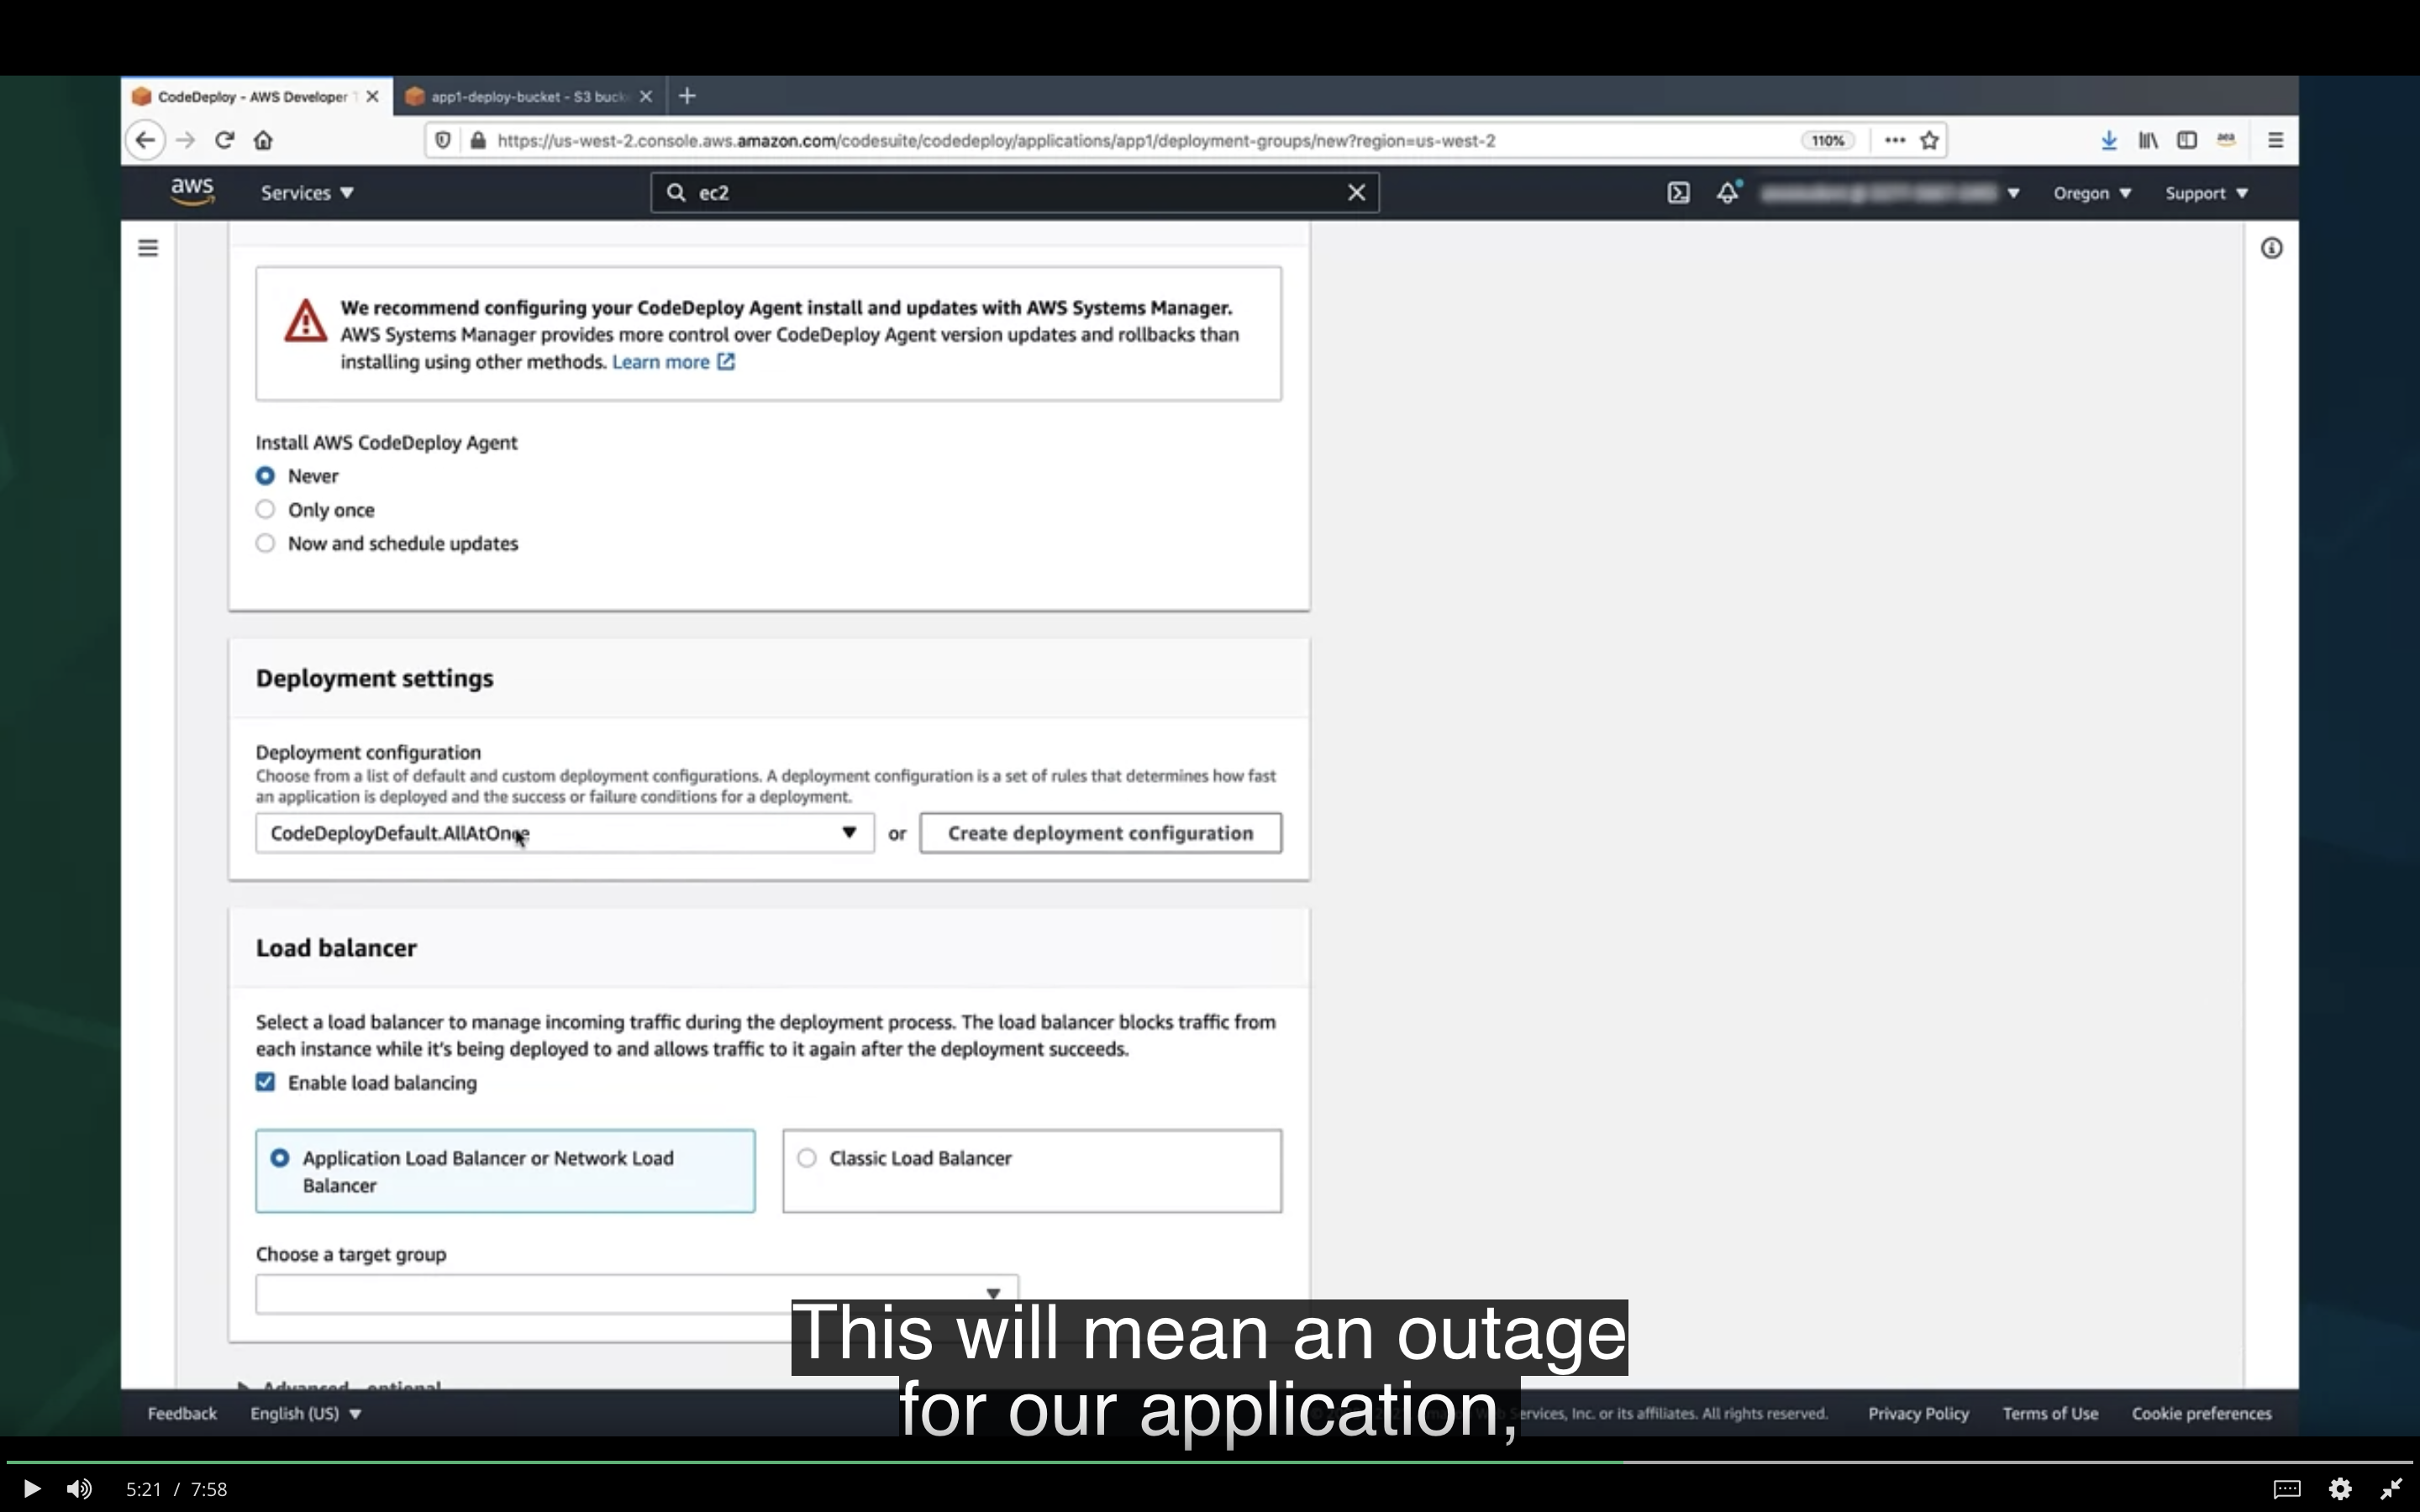 CodeDeploy - AWS Developer T
app1-deploy-bucket - S3 buck
https://us-west-2.console.aws.amazon.com/codesuite/codedeploy/applications/app1/deployment-groups/new?region=us-west-2
110%
aws
Services
ec2
Oregon
Support
We recommend configuring your CodeDeploy Agent install and updates with AWS Systems Manager.
AWS Systems Manager provides more control over CodeDeploy Agent version updates and rollbacks than
installing using other methods. Learn more
Install AWS CodeDeploy Agent
Never
Only once
Now and schedule updates
Deployment settings
Deployment configuration
Choose from a list of default and custom deployment configurations. A deployment configuration is a set of rules that determines how fast
an application is deployed and the success or failure conditions for a deployment.
CodeDeployDefault.AllAtOnce
or
Create deployment configuration
Load balancer
Select a load balancer to manage incoming traffic during the deployment process. The load balancer blocks traffic from
each instance while it's being deployed to and allows traffic to it again after the deployment succeeds.
Enable load balancing
Application Load Balancer or Network Load
Balancer
Classic Load Balancer
Choose a target group
Advanced - optional
This will mean an outage
for our application,
Feedback
English (US)
ervices, Inc. or its affiliates. All rights reserved.
Privacy Policy
Terms of Use
Cookie preferences
5:21 / 7:58